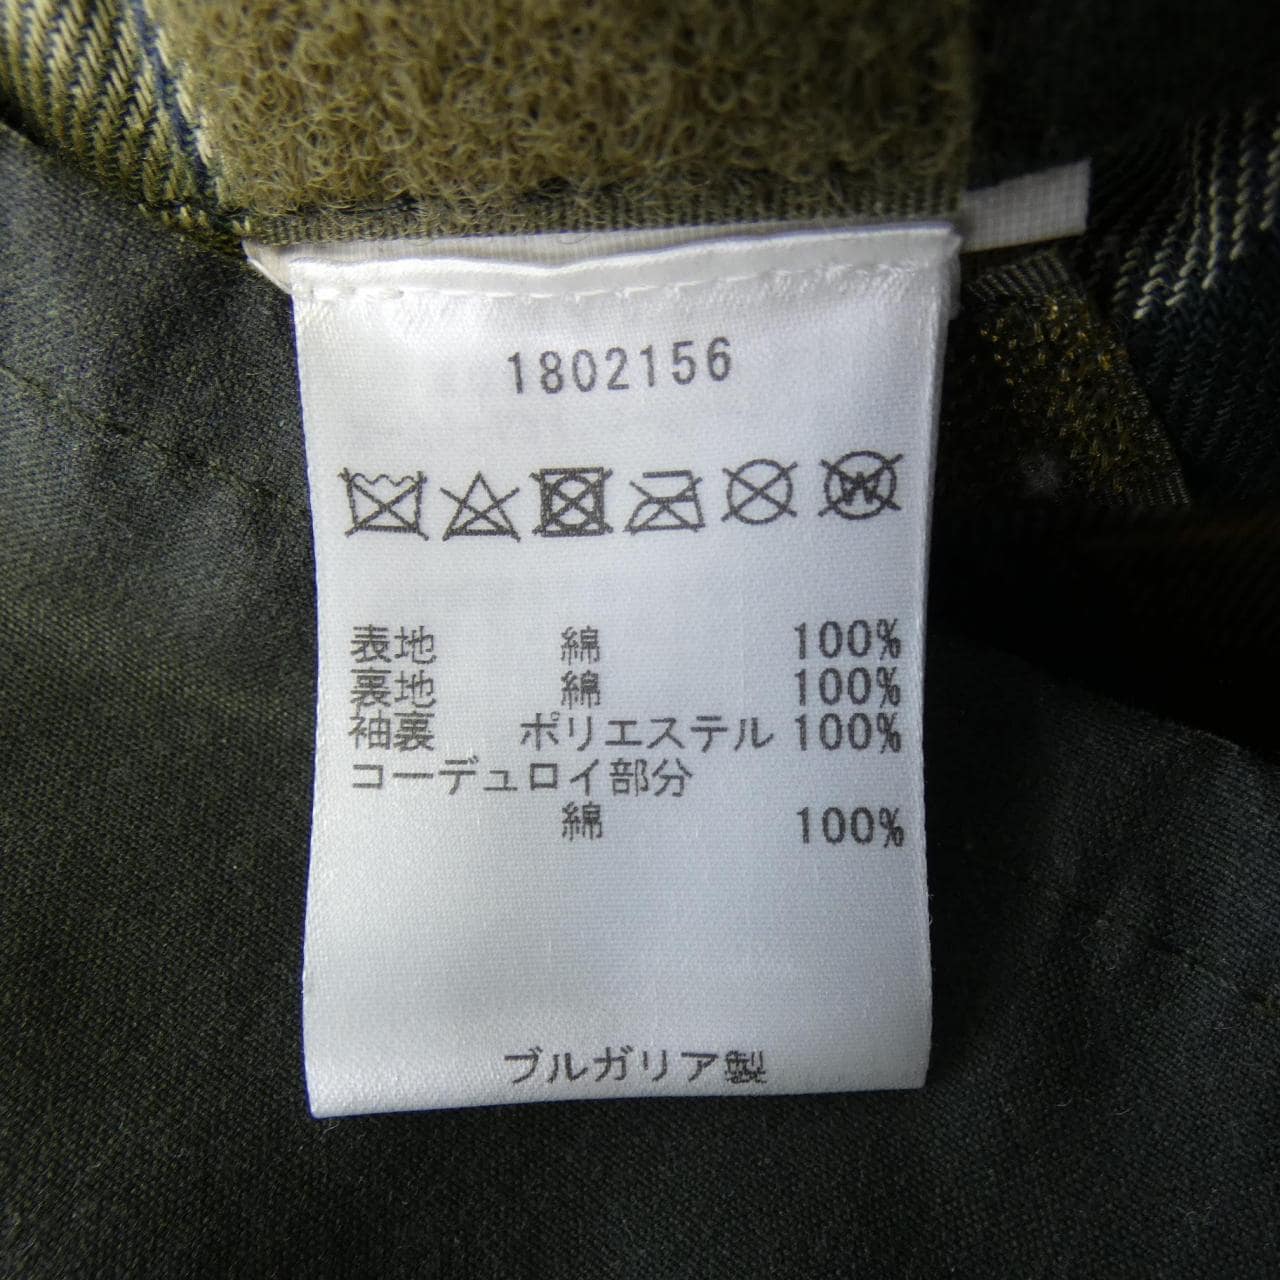 1802156
W
表地 綿 100%
裏地 綿 100%
袖裏 ポリエステル 100%
コーデュロイ部分
綿 100%
ブルガリア製